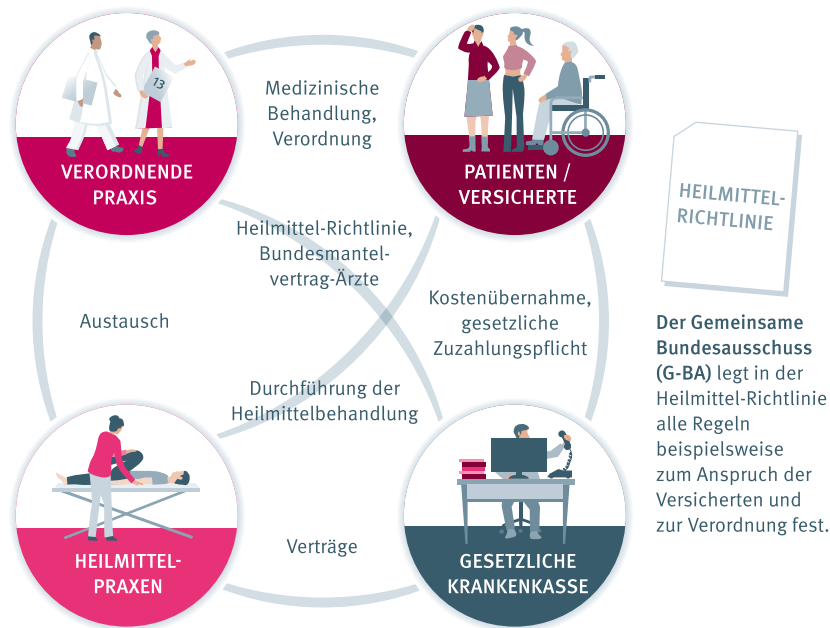 13
VERORDNENDE
PRAXIS
Medizinische
Behandlung,
Verordnung
PATIENTEN /
VERSICHERTE
Heilmittel-Richtlinie,
Bundesmantel-
vertrag-Ärzte
Austausch
Kostenübernahme,
gesetzliche
Zuzahlungspflicht
Durchführung der
Heilmittelbehandlung
HEILMITTEL-
PRAXEN
Verträge
GESETZLICHE
KRANKENKASSE
HEILMITTEL-
RICHTLINIE
Der Gemeinsame
Bundesausschuss
(G-BA) legt in der
Heilmittel-Richtlinie
alle Regeln
beispielsweise
zum Anspruch der
Versicherten und
zur Verordnung fest.